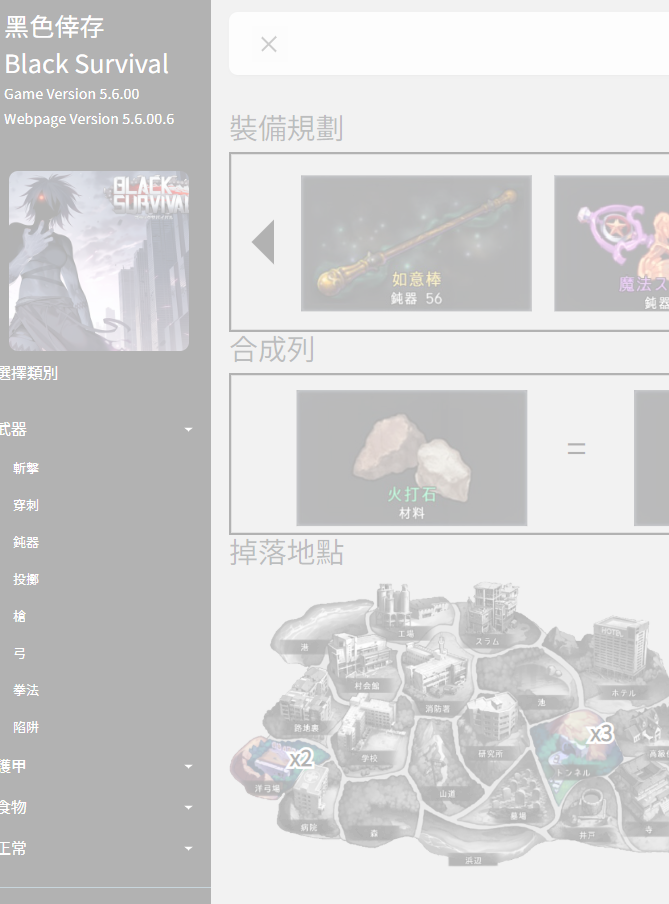 黑色倖存
Black Survival
Game Version 5.6.00
Webpage Version 5.6.00.6
BLACK
SURVIVAL
選擇類別
武器
斬擊
穿刺
鈍器
投擲
槍
弓
拳法
陷阱
護甲
食物
正常
裝備規劃
如意棒
鈍器 56
魔法ス
鈍器
合成列
火打石
材料
=
掉落地點
港
工場
スラム
村会館
消防署
池
ホテル
路地裏
学校
研究所
x3
高級
x2
洋弓場
トンネル
山道
病院
森
墓場
井戸
寺
浜辺